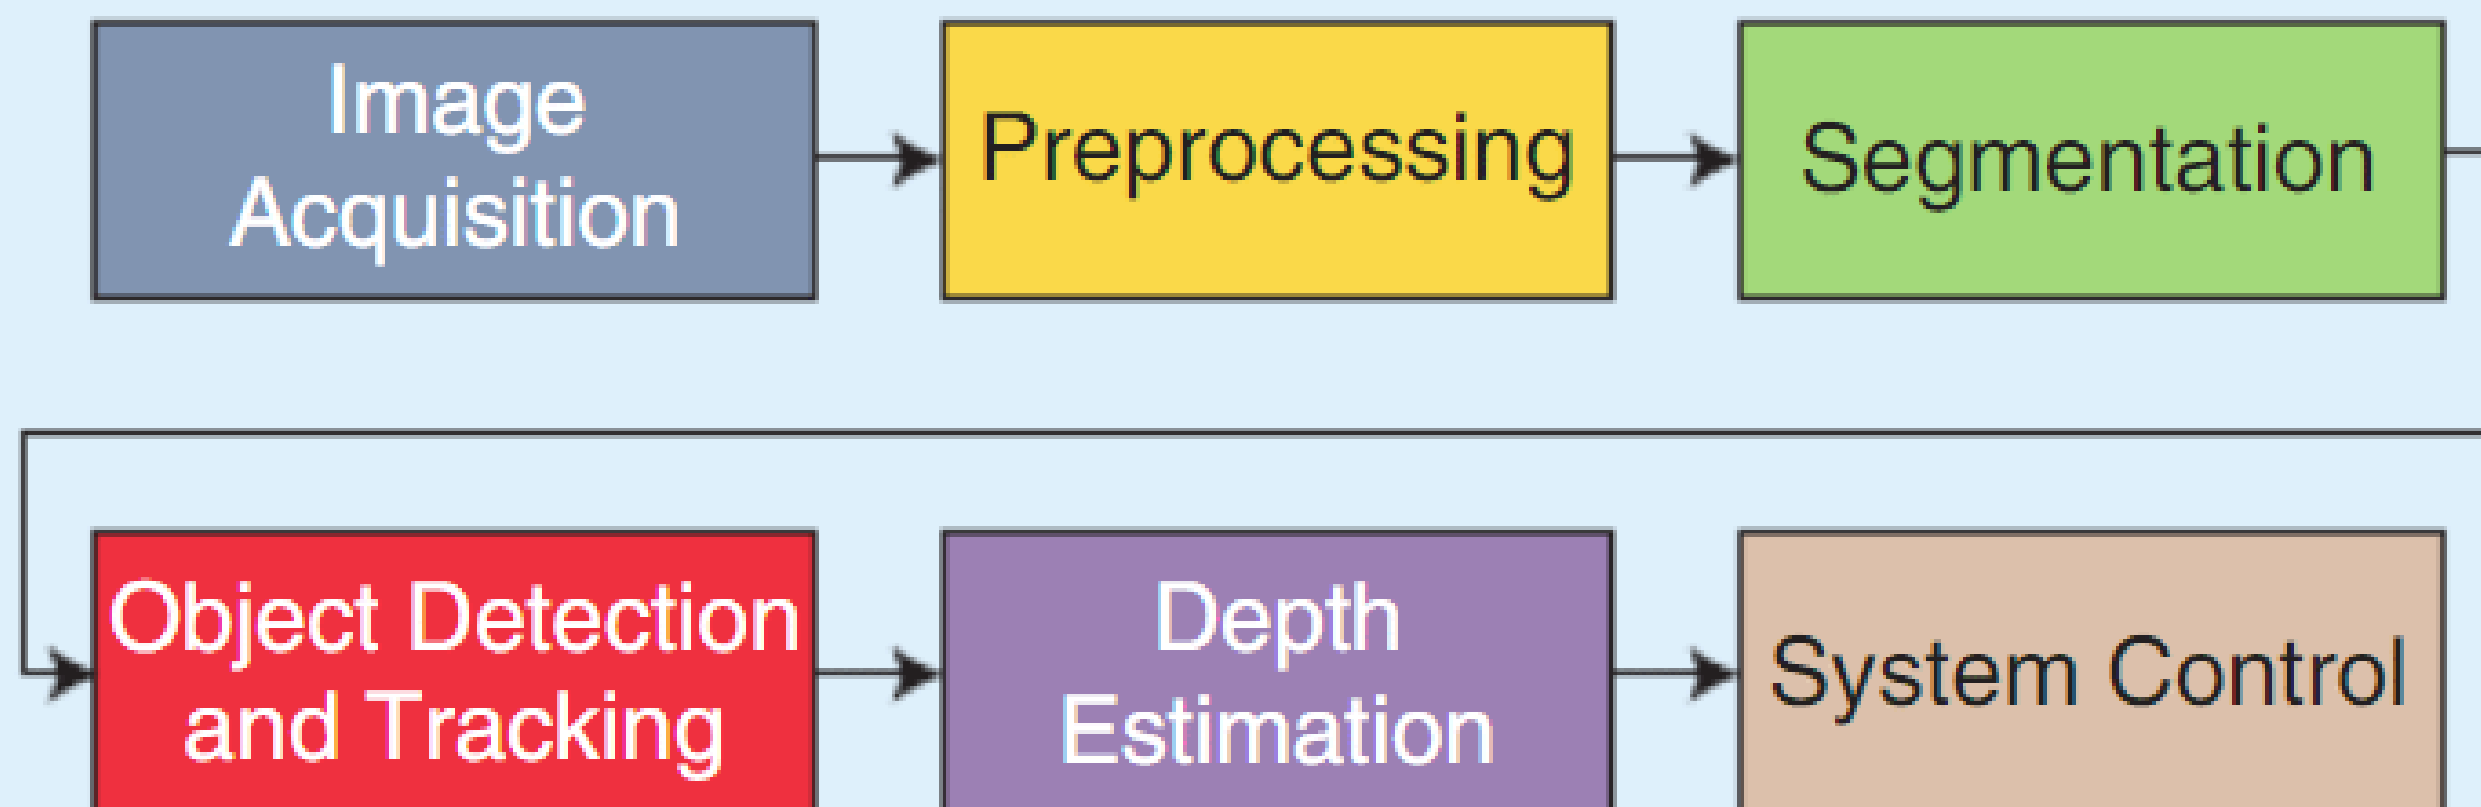 Image
Acquisition
Preprocessing
Segmentation
Object Detection
and Tracking
Depth
Estimation
System Control